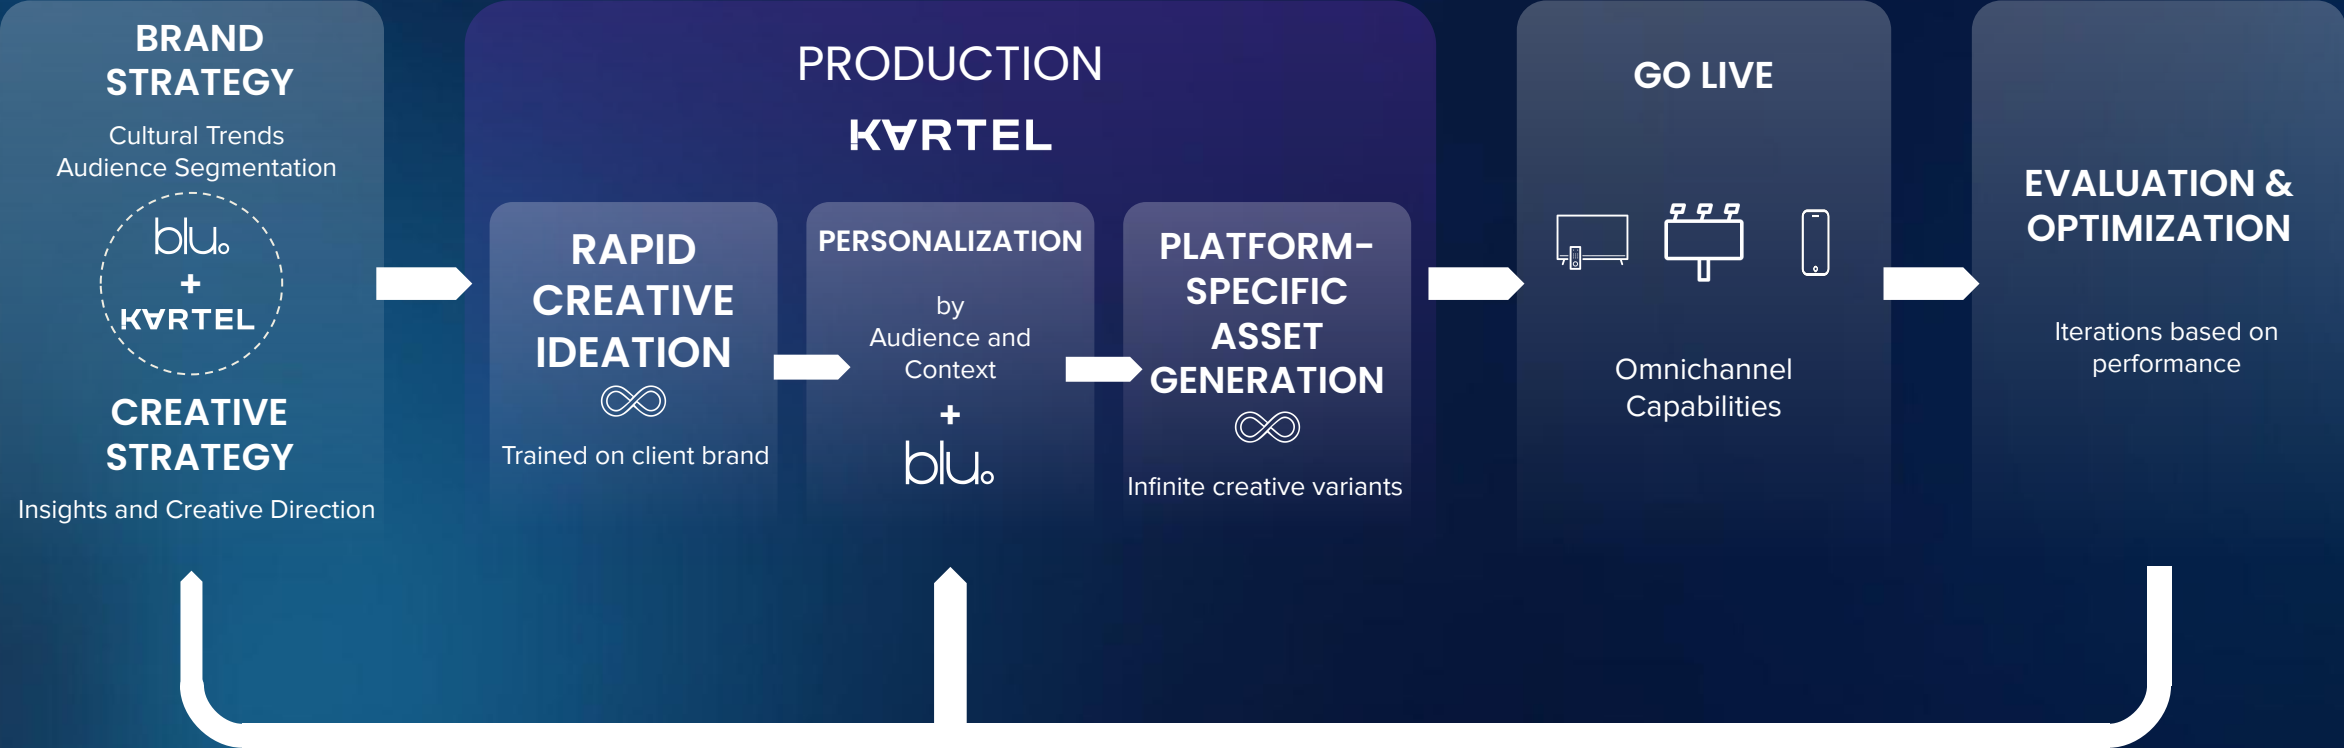 BRAND
STRATEGY
Cultural Trends
Audience Segmentation
blu.
+
KARTEL
CREATIVE
STRATEGY
Insights and Creative Direction
PRODUCTION
KARTEL
RAPID
CREATIVE
IDEATION
Trained on client brand
PERSONALIZATION
by
Audience and
Context
+
blu.
PLATFORM-
SPECIFIC
ASSET
GENERATION
Infinite creative variants
GO LIVE
Omnichannel
Capabilities
EVALUATION &
OPTIMIZATION
Iterations based on
performance